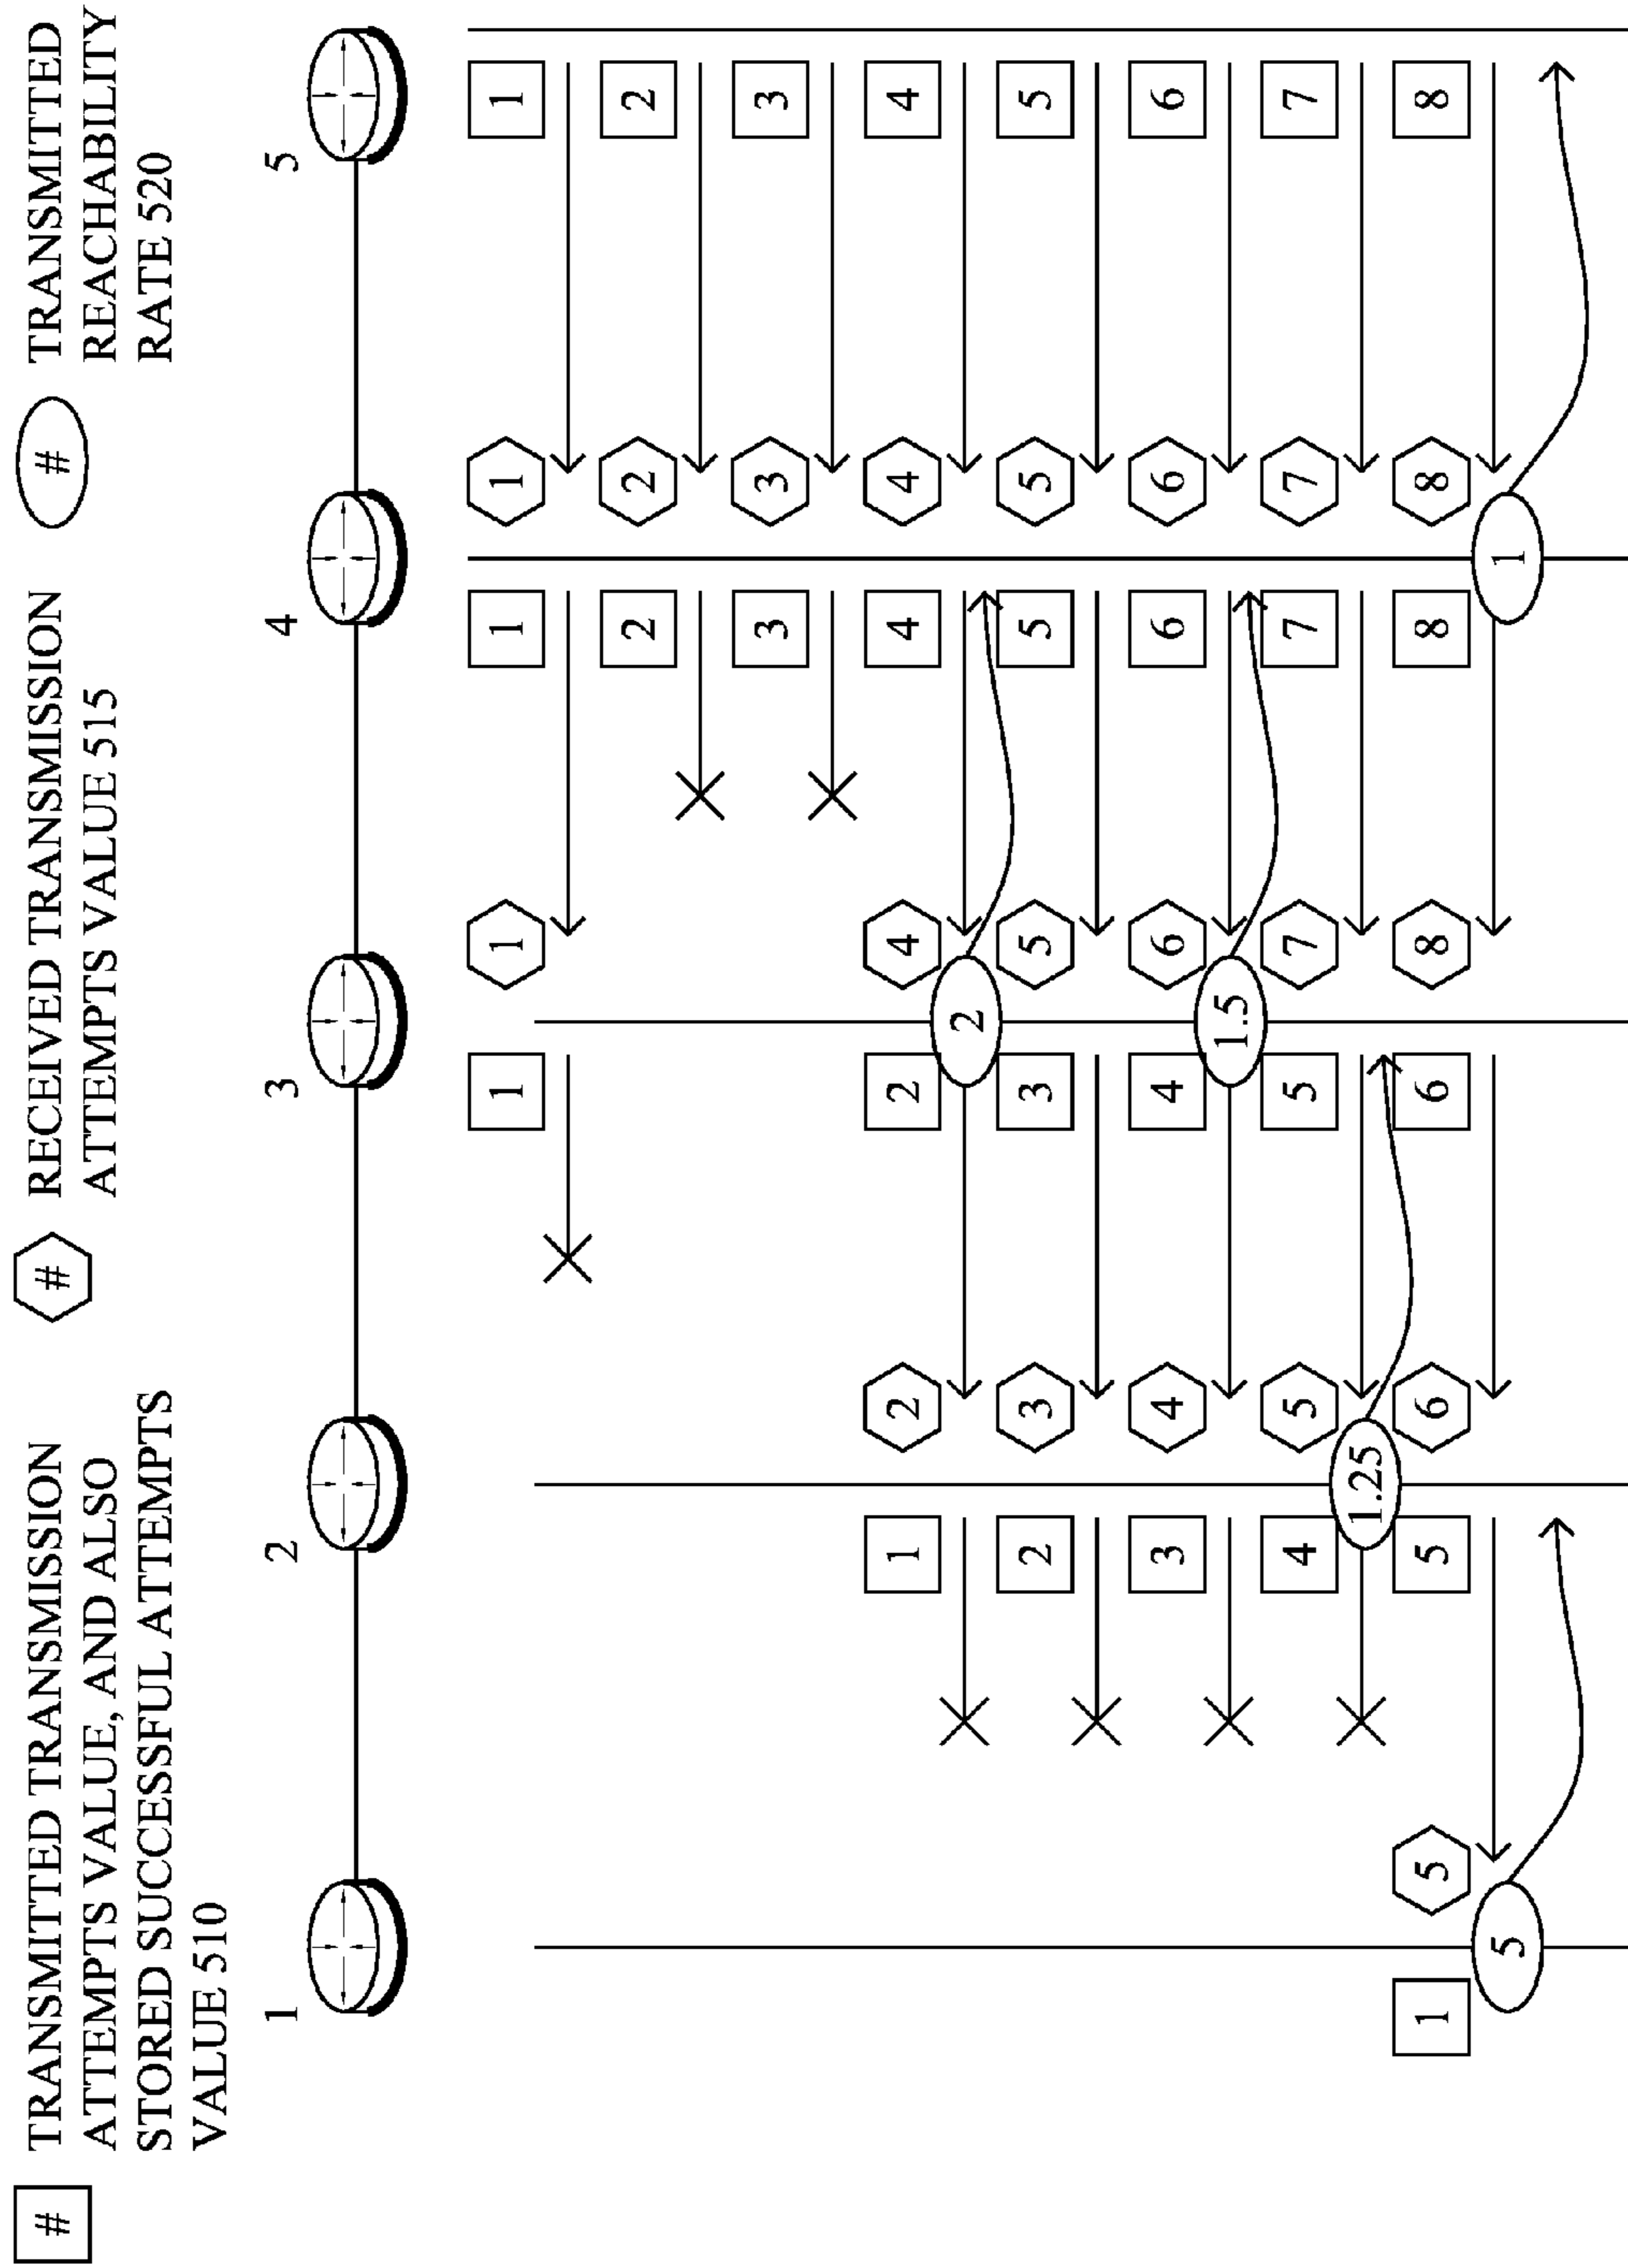 # TRANSMITTED TRANSMISSION
ATTEMPTS VALUE, AND ALSO
STORED SUCCESSFUL ATTEMPTS
VALUE 510
# RECEIVED TRANSMISSION
ATTEMPTS VALUE 515
# TRANSMITTED
REACHABILITY
RATE 520
1 2 3 4 5
1 1 1 1 1
2 2 2
3 3 3
1 2 2 4 4 4 4
2
2 3 3 5 5 5 5
3 4 4 6 6 6 6
1.5
4 5 5 7 7 7 7
1.25
1 5 5 6 6 8 8 8 8
5 1